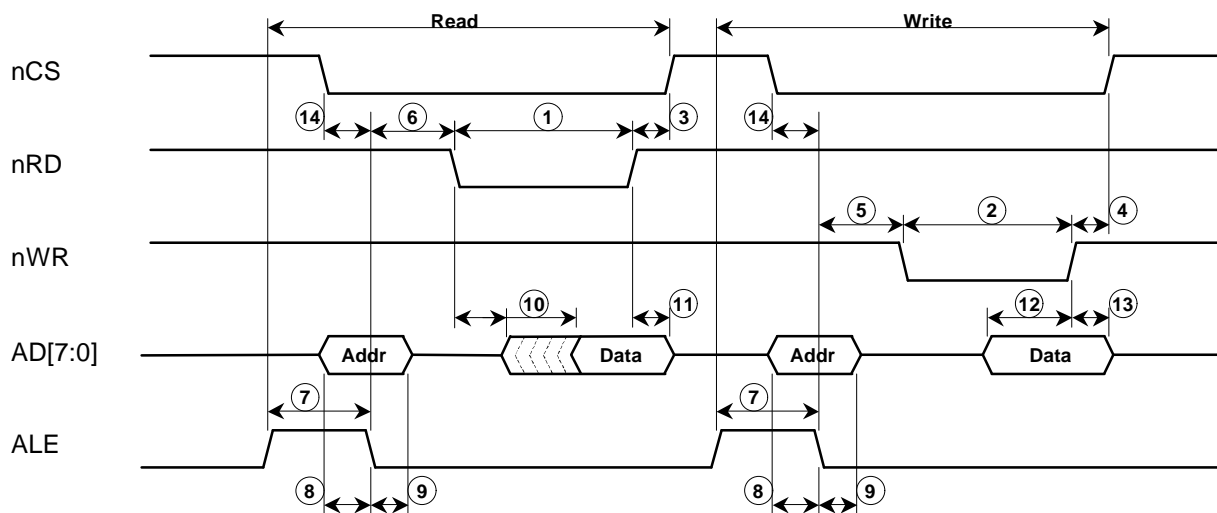 Read Write
nCS
14 6 1 3 14
nRD
5 2 4
nWR
10 11 12 13
AD[7:0] Addr Data Addr Data
7 7
ALE
8 9 8 9